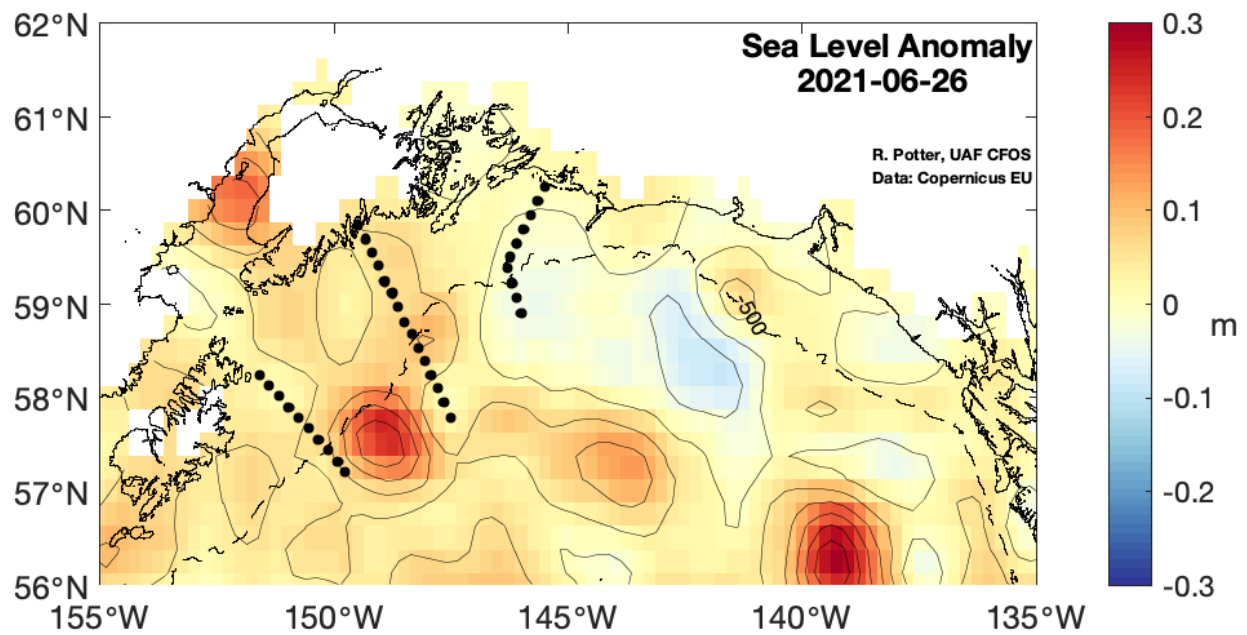 Sea Level Anomaly
2021-06-26
R. Potter, UAF CFOS
Data: Copernicus EU
62°N
61°N
60°N
59°N
58°N
57°N
56°N
155°W
150°W
145°W
140°W
135°W
-500
0.3
0.2
0.1
0
-0.1
-0.2
-0.3
m